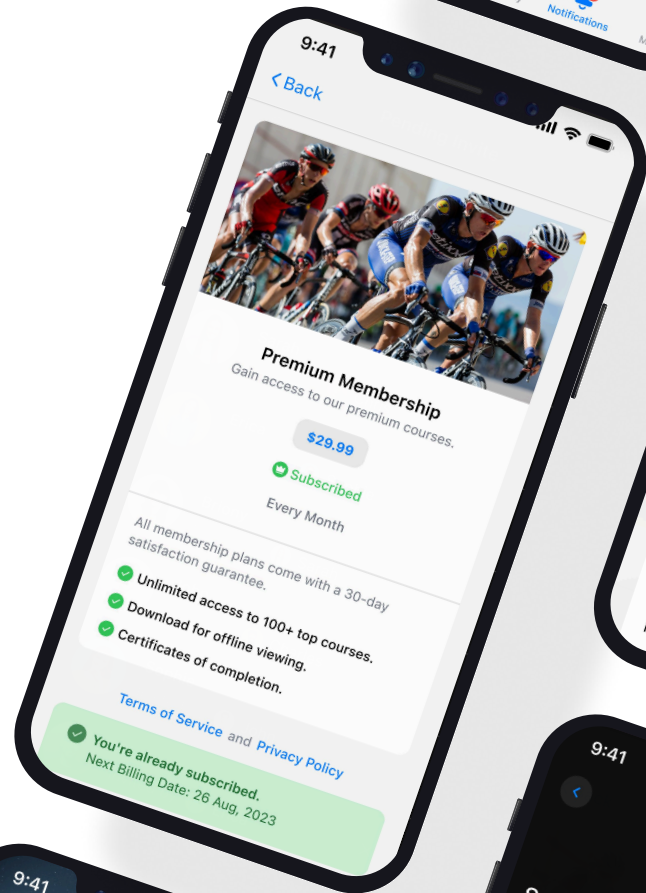 Notifications
9:41
Back
Premium Membership
Gain access to our premium courses.
$29.99
Subscribed
Every Month
All membership plans come with a 30-day
satisfaction guarantee.
Unlimited access to 100+ top courses.
Download for offline viewing.
Certificates of completion.
Terms of Service and Privacy Policy
You're already subscribed.
Next Billing Date: 26 Aug, 2023
9:41
9:41